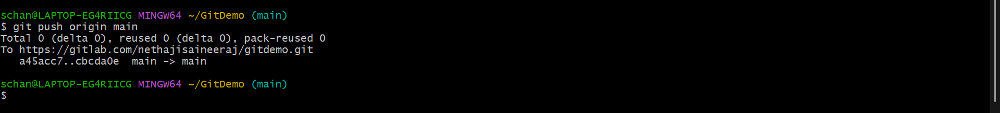 schan@LAPTOP-EG4RIICG MINGW64 ~/GitDemo (main)
$ git push origin main
Total 0 (delta 0), reused 0 (delta 0), pack-reused 0
To https://gitlab.com/nethajisaineeraj/gitdemo.git
   a45acc7..cbcda0e  main -> main
schan@LAPTOP-EG4RIICG MINGW64 ~/GitDemo (main)
$